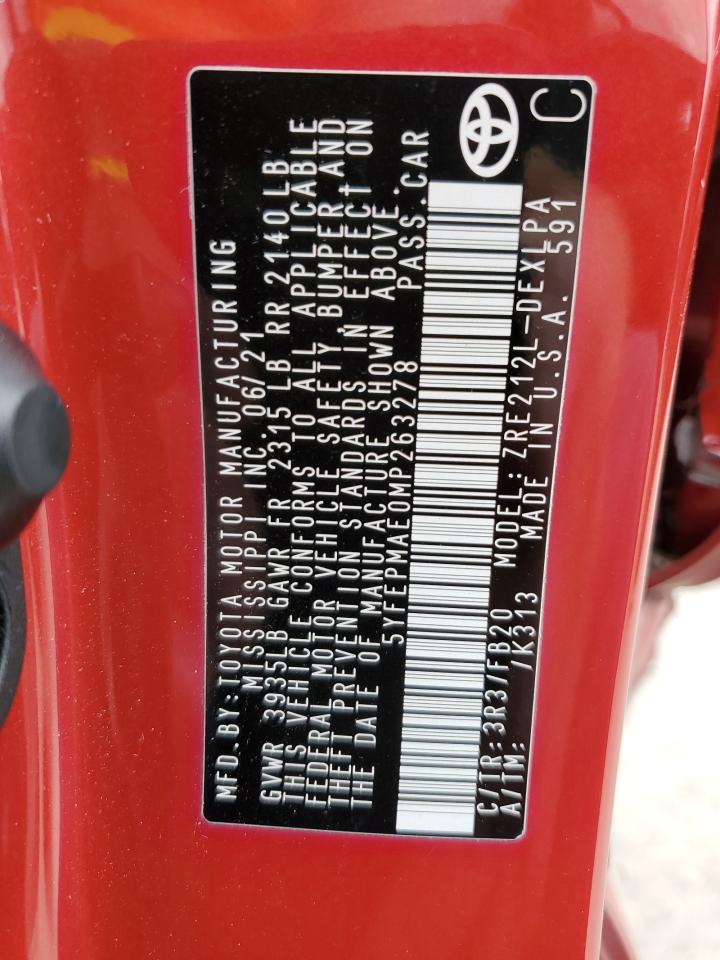 MFD.BY:TOYOTA MOTOR MANUFACTURING
MISSISSIPPI INC. 06/21
GVWR 3935LB GAWR FR 2315 LB RR 2140LB
THIS VEHICLE CONFORMS TO ALL APPLICABLE
FEDERAL MOTOR VEHICLE SAFETY, BUMPER, AND
THEFT PREVENTION STANDARDS IN EFFECT ON
THE DATE OF MANUFACTURE SHOWN ABOVE.
5YFEPMAE0MP263278 PASS.CAR
C/TR:3R3/FB20 MODEL:ZRE212L-DEXLPA
A/TM: /K313 MADE IN U.S.A. 591
C